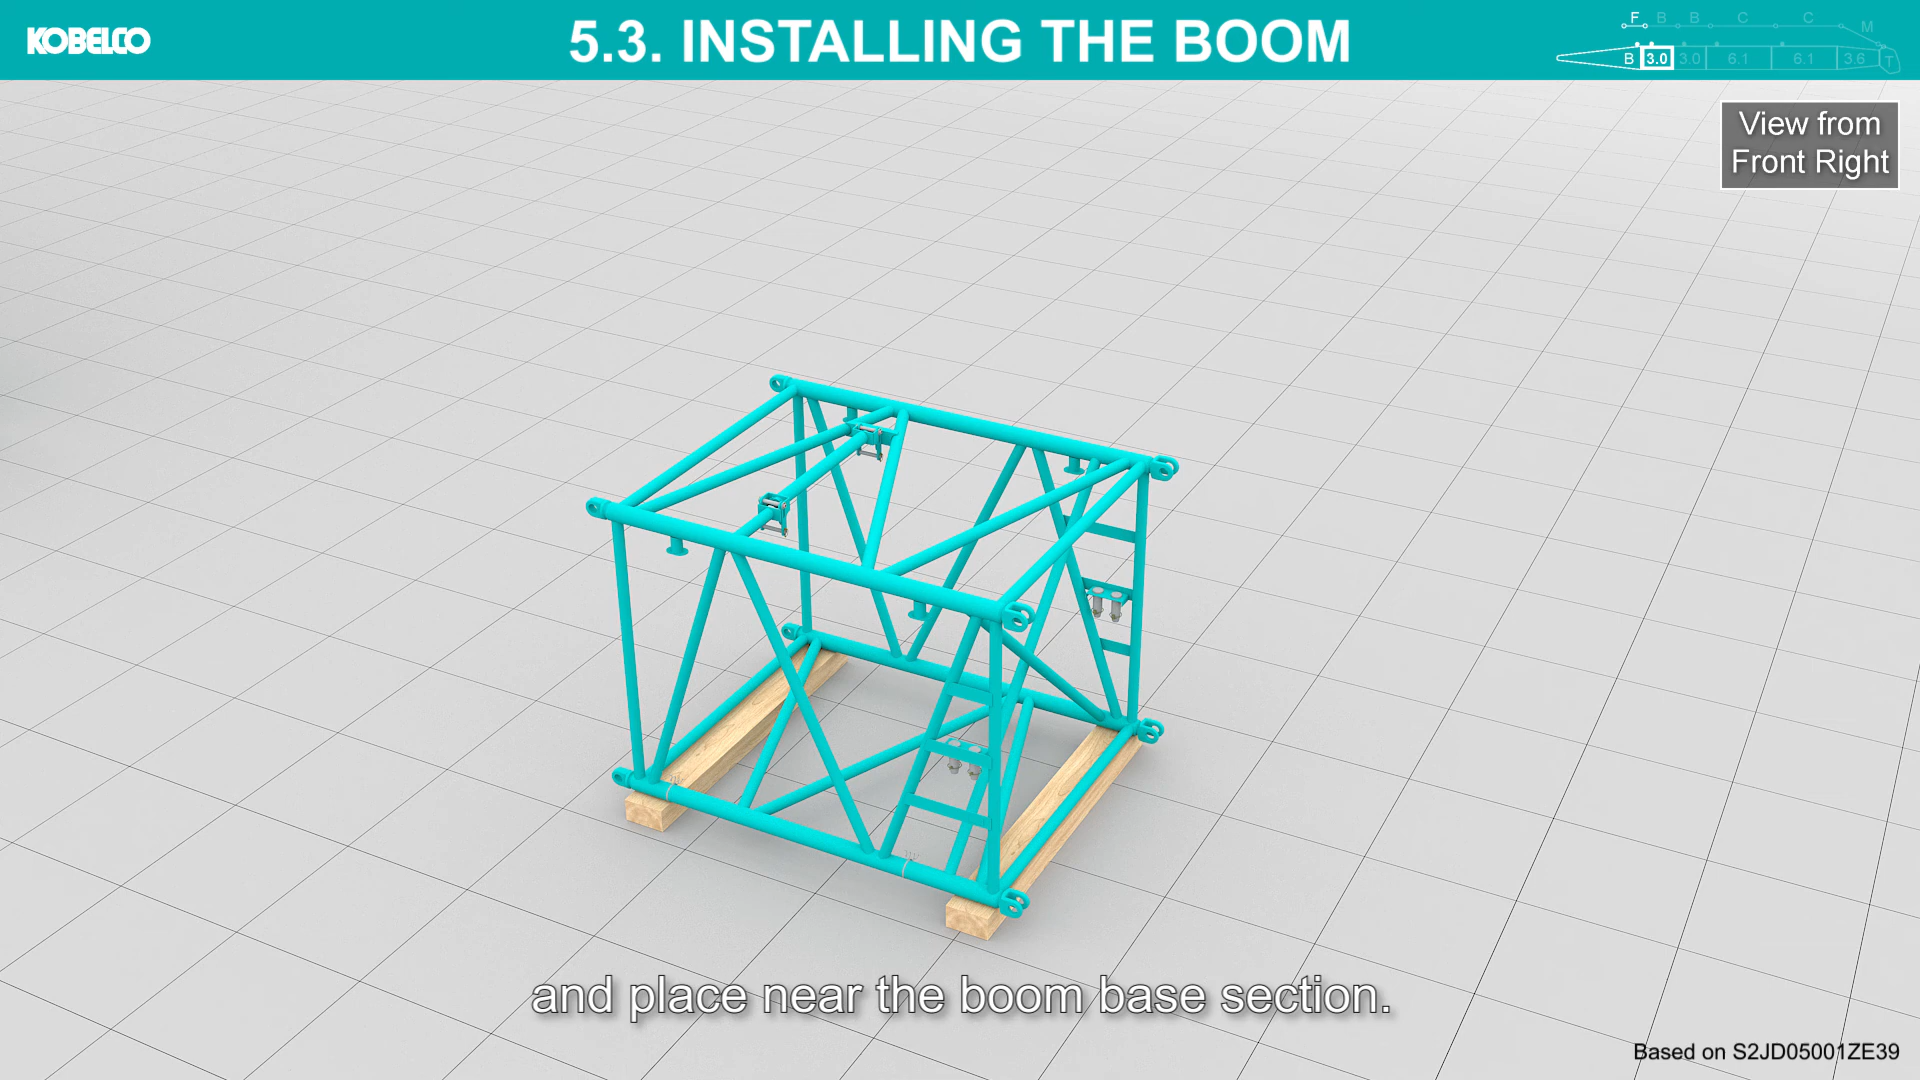 KOBELCO
5.3. INSTALLING THE BOOM
F B B C C M
B 3.0 3.0 6.1 6.1 3.6 T
View from
Front Right
and place near the boom base section.
Based on S2JD05001ZE39